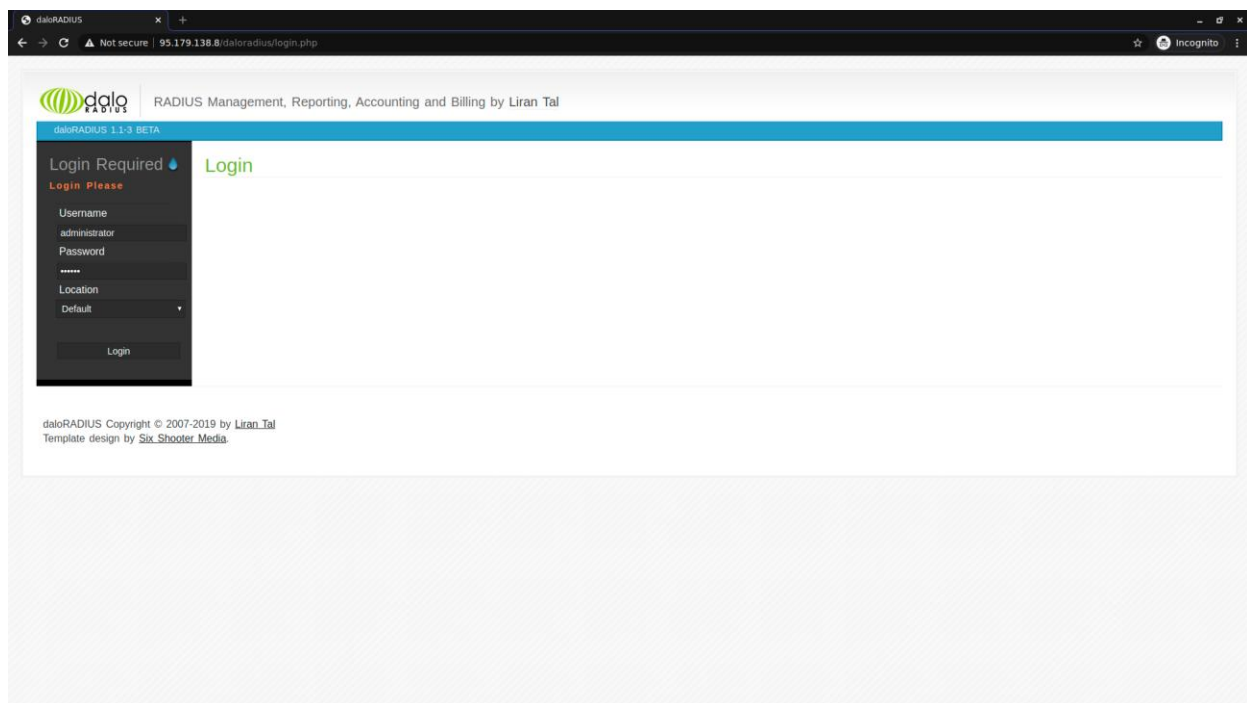 daloRADIUS
Not secure | 95.179.138.8/daloradius/login.php
Incognito
dalo
RADIUS
RADIUS Management, Reporting, Accounting and Billing by Liran Tal
daloRADIUS 1.1-3 BETA
Login Required
Login Please
Username
administrator
Password
••••••
Location
Default
Login
Login
daloRADIUS Copyright © 2007-2019 by Liran Tal
Template design by Six Shooter Media.